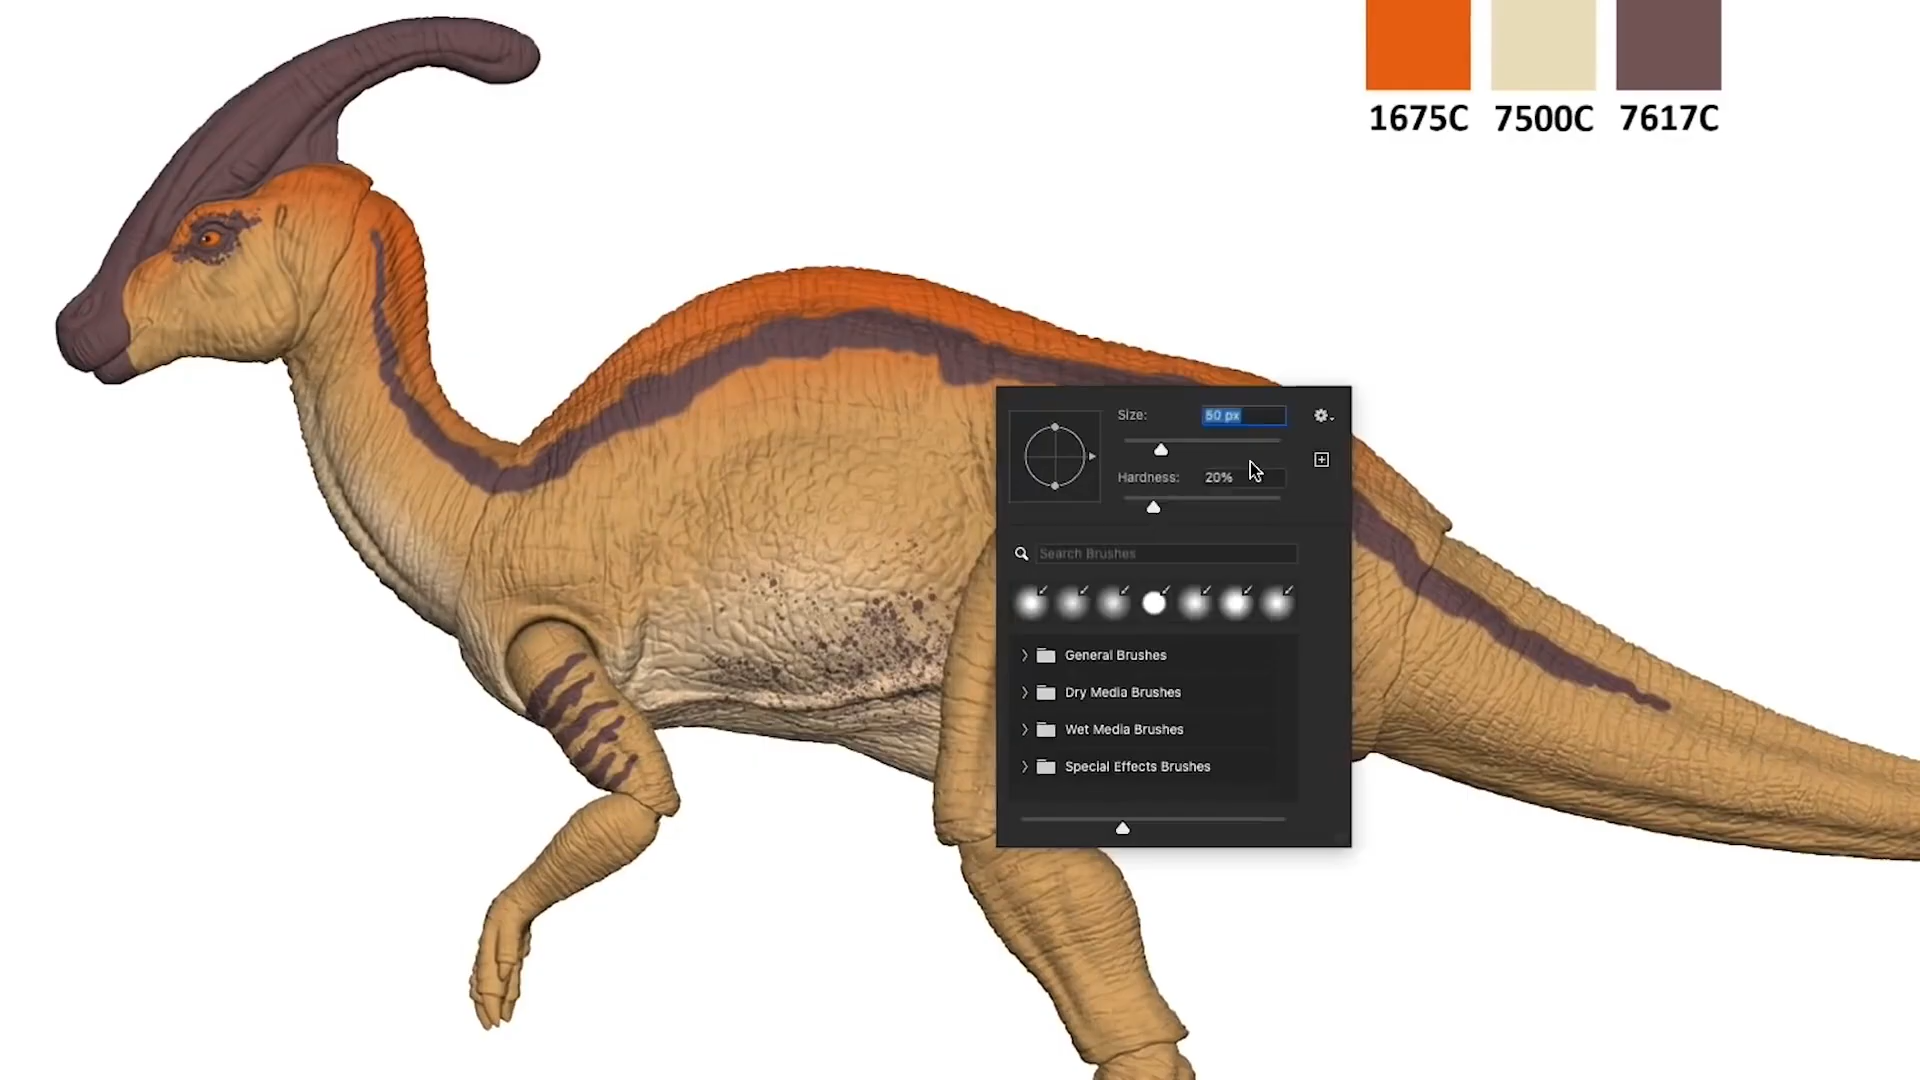 1675C 7500C 7617C
Size: 50 px
Hardness: 20%
Search Brushes
General Brushes
Dry Media Brushes
Wet Media Brushes
Special Effects Brushes